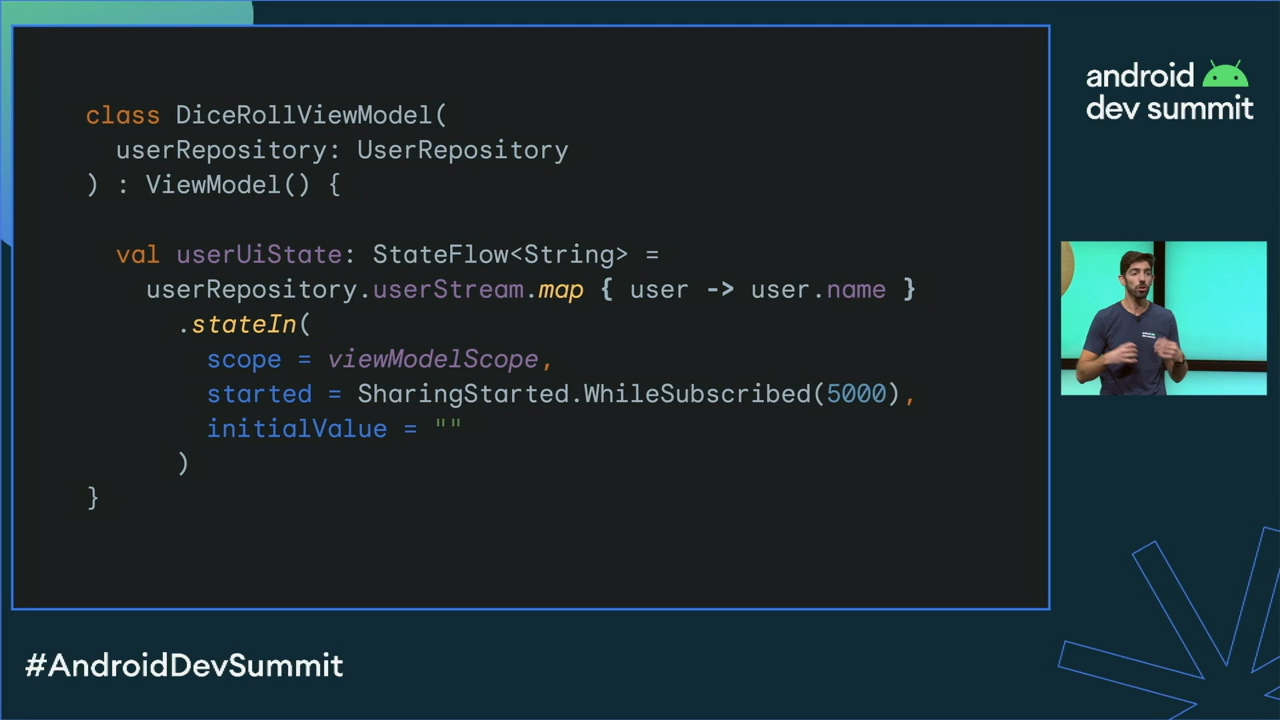 class DiceRollViewModel(
userRepository: UserRepository
) : ViewModel() {
val userUiState: StateFlow<String> =
userRepository.userStream.map { user -> user.name }
.stateIn(
scope = viewModelScope,
started = SharingStarted.WhileSubscribed(5000),
initialValue = ""
)
}
android
dev summit
#AndroidDevSummit